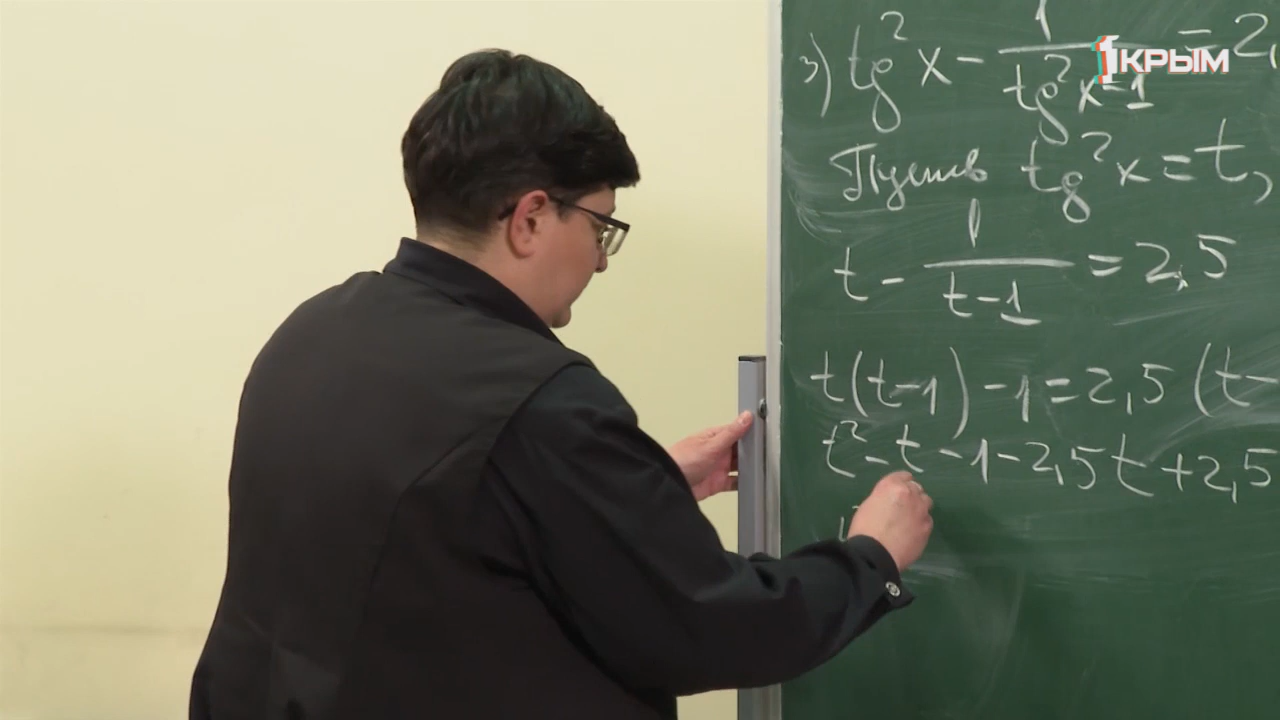 3) tg²x - 1/(tg²x-1) = 2,
1КРЫМ
Пусть tg²x = t,
t - 1/(t-1) = 2,5
t(t-1) - 1 = 2,5 (t-
t² - t - 1 - 2,5t + 2,5